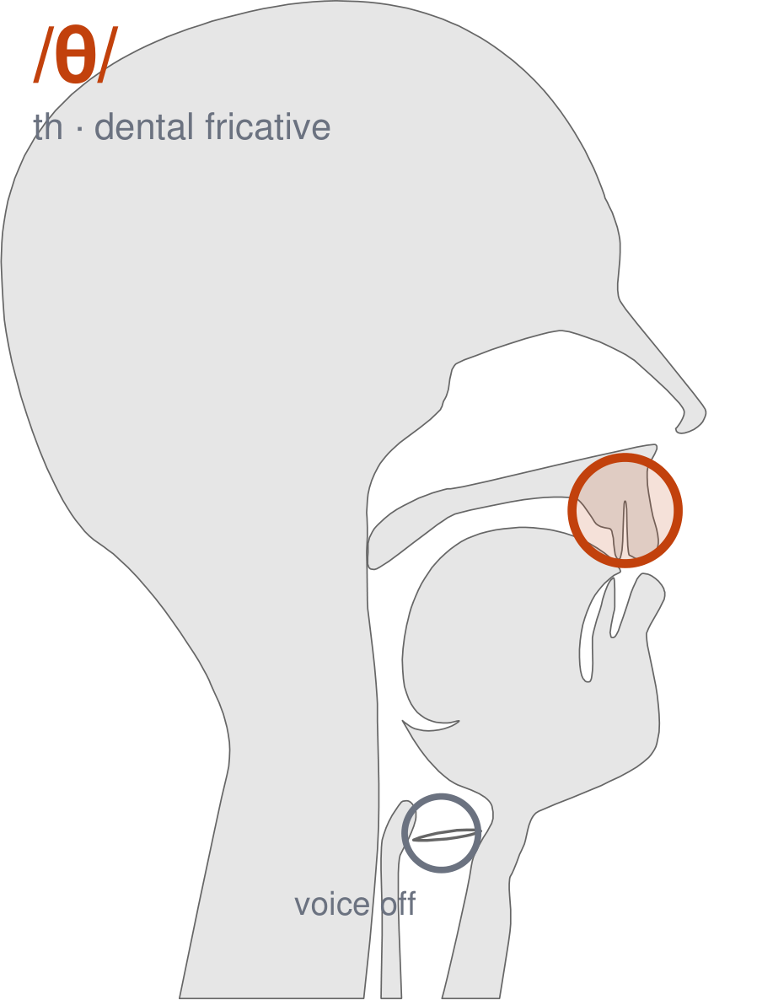 /θ/
th · dental fricative
voice off